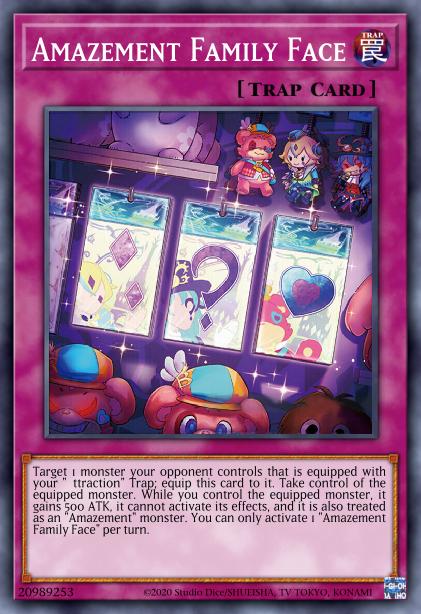 AMAZEMENT FAMILY FACE
TRAP
罠
[TRAP CARD]
Target 1 monster your opponent controls that is equipped with
your " ttraction" Trap; equip this card to it. Take control of the
equipped monster. While you control the equipped monster, it
gains 500 ATK, it cannot activate its effects, and it is also treated
as an "Amazement" monster. You can only activate 1 "Amazement
Family Face" per turn.
20989253
©2020 Studio Dice/SHUEISHA, TV TOKYO, KONAMI